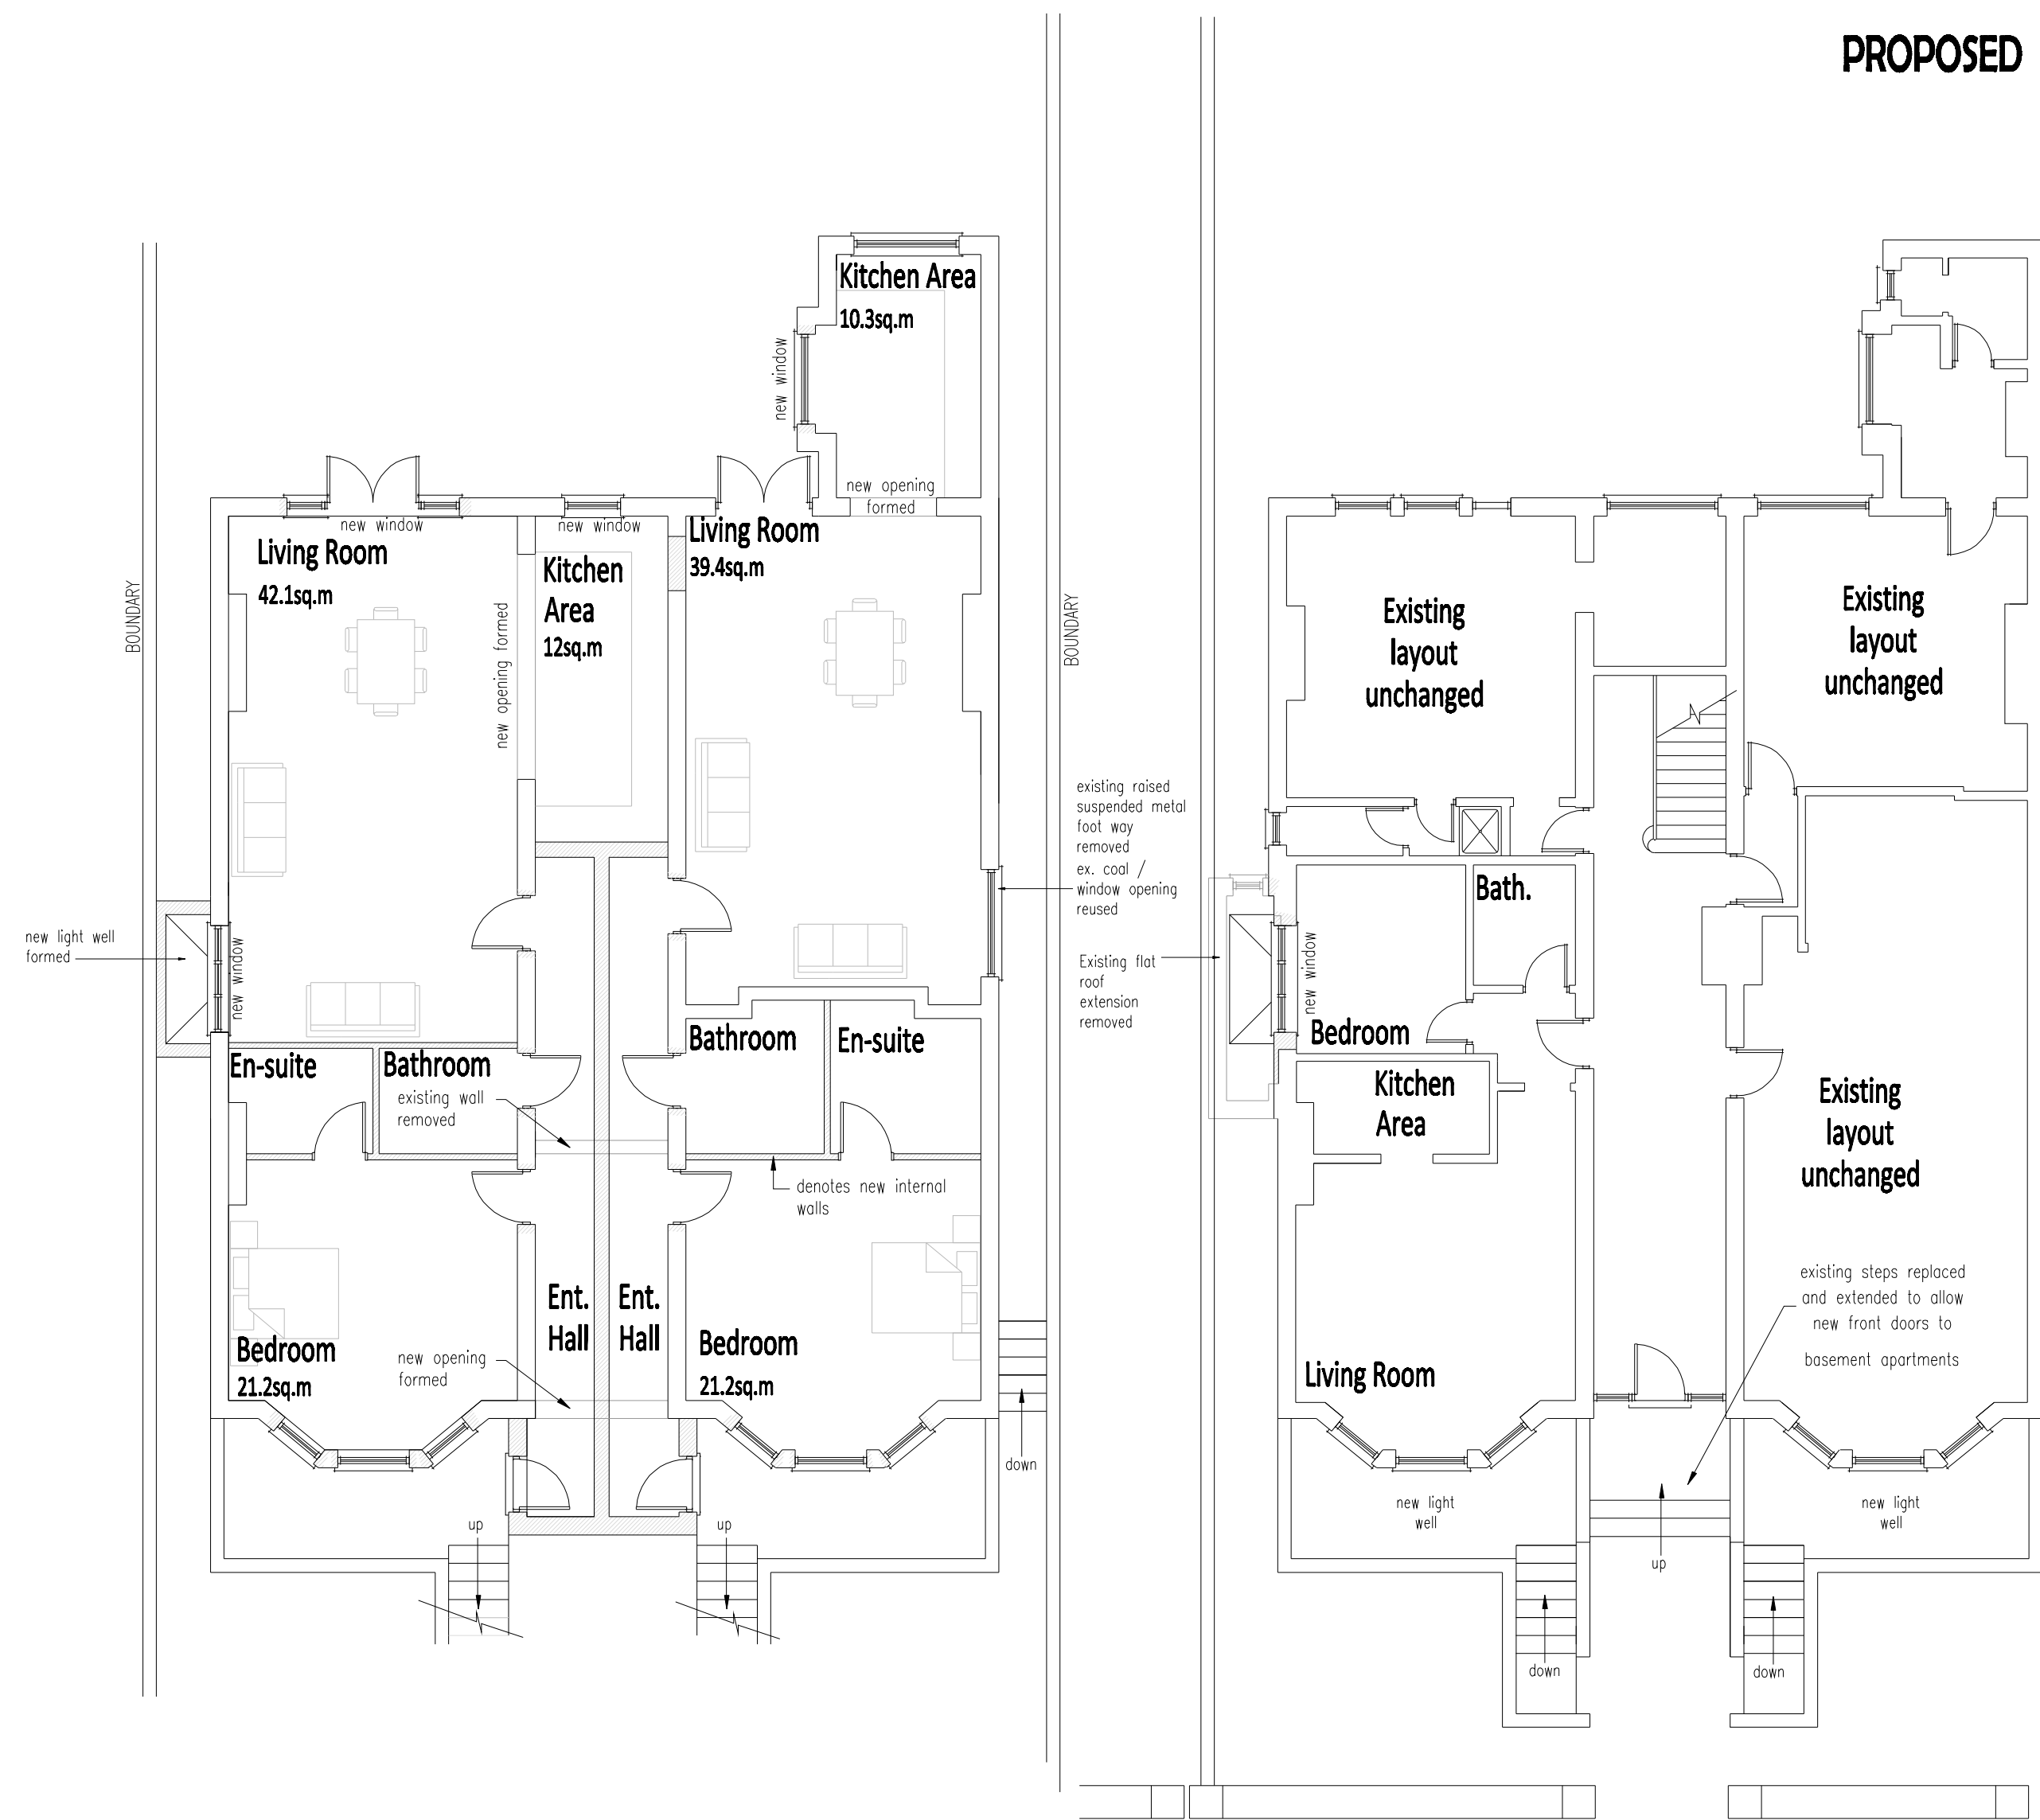 PROPOSED
Kitchen Area
10.3sq.m
new window
new opening
formed
new window
new window
Living Room
42.1sq.m
Kitchen
Area
12sq.m
Living Room
39.4sq.m
new opening formed
BOUNDARY
BOUNDARY
new light well
formed
new window
En-suite
Bathroom
existing wall
removed
Bathroom
En-suite
denotes new internal
walls
Ent.
Hall
Ent.
Hall
Bedroom
21.2sq.m
new opening
formed
Bedroom
21.2sq.m
up
up
down
existing raised
suspended metal
foot way
removed
ex. coal /
window opening
reused
Existing flat
roof
extension
removed
Existing
layout
unchanged
Existing
layout
unchanged
Bath.
new window
Bedroom
Kitchen
Area
Existing
layout
unchanged
existing steps replaced
and extended to allow
new front doors to
basement apartments
Living Room
new light
well
new light
well
up
down
down